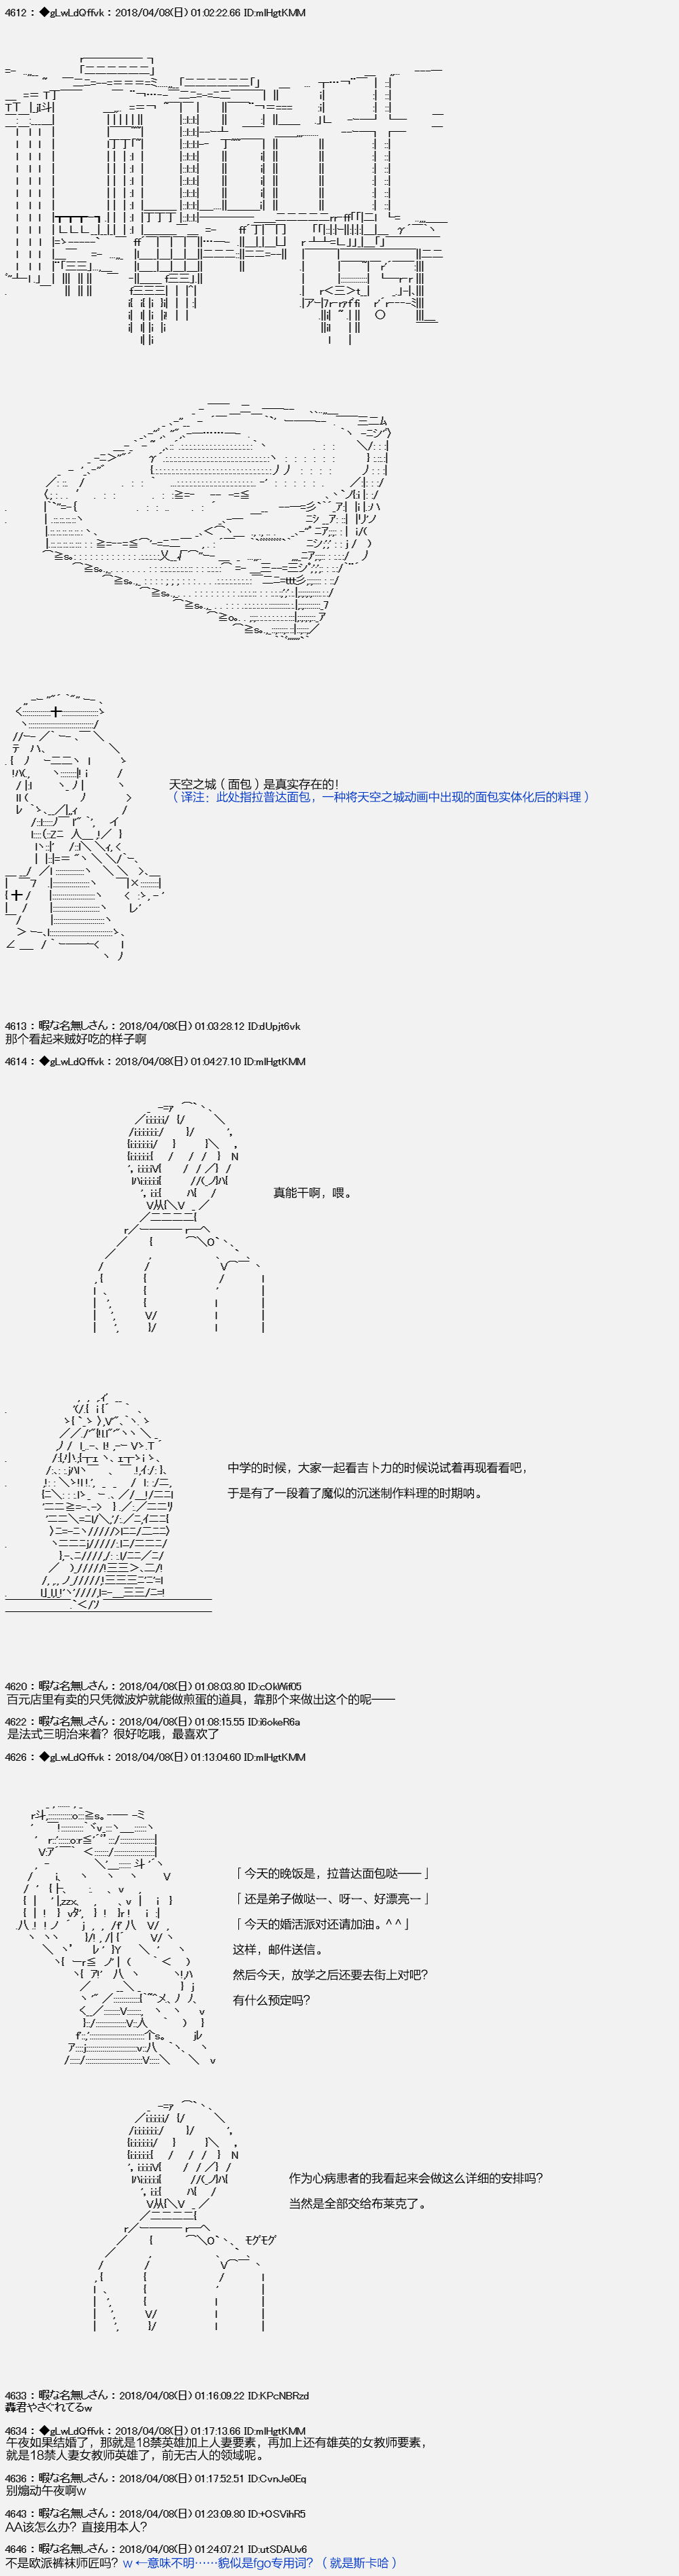 4612 : ◆gLwLdQffvk : 2018/04/08(日) 01:02:22.66 ID:mIHgtKMM
天空之城（面包）是真实存在的！
（译注：此处指拉普达面包，一种将天空之城动画中出现的面包实体化后的料理）
4613 : 暇な名無しさん : 2018/04/08(日) 01:03:28.12 ID:dUpjt6vk
那个看起来贼好吃的样子啊
4614 : ◆gLwLdQffvk : 2018/04/08(日) 01:04:27.10 ID:mIHgtKMM
真能干啊，喂。
中学的时候，大家一起看吉卜力的时候说试着再现看看吧，
于是有了一段着了魔似的沉迷制作料理的时期呐。
4620 : 暇な名無しさん : 2018/04/08(日) 01:08:03.80 ID:cOkWif05
百元店里有卖的只凭微波炉就能做煎蛋的道具，靠那个来做出这个的呢——
4622 : 暇な名無しさん : 2018/04/08(日) 01:08:15.55 ID:i6okeR6a
是法式三明治来着？很好吃哦，最喜欢了
4626 : ◆gLwLdQffvk : 2018/04/08(日) 01:13:04.60 ID:mIHgtKMM
「今天的晚饭是，拉普达面包哒——」
「还是弟子做哒ー、呀ー、好漂亮ー」
「今天的婚活派对还请加油。^ ^」
这样，邮件送信。
然后今天，放学之后还要去街上对吧？
有什么预定吗？
作为心病患者的我看起来会做这么详细的安排吗？
当然是全部交给布莱克了。
ﾓｸﾞﾓｸﾞ
4633 : 暇な名無しさん : 2018/04/08(日) 01:16:09.22 ID:KPcNBRzd
轟君やさぐれてるw
4634 : ◆gLwLdQffvk : 2018/04/08(日) 01:17:13.66 ID:mIHgtKMM
午夜如果结婚了，那就是18禁英雄加上人妻要素，再加上还有雄英的女教师要素，
就是18禁人妻女教师英雄了，前无古人的领域呢。
4636 : 暇な名無しさん : 2018/04/08(日) 01:17:52.51 ID:CvnJe0Eq
别煽动午夜啊w
4643 : 暇な名無しさん : 2018/04/08(日) 01:23:09.80 ID:+OSVihR5
AA该怎么办？直接用本人？
4646 : 暇な名無しさん : 2018/04/08(日) 01:24:07.21 ID:utSDAUv6
不是欧派裤袜师匠吗？w ←意味不明……貌似是fgo专用词？（就是斯卡哈）